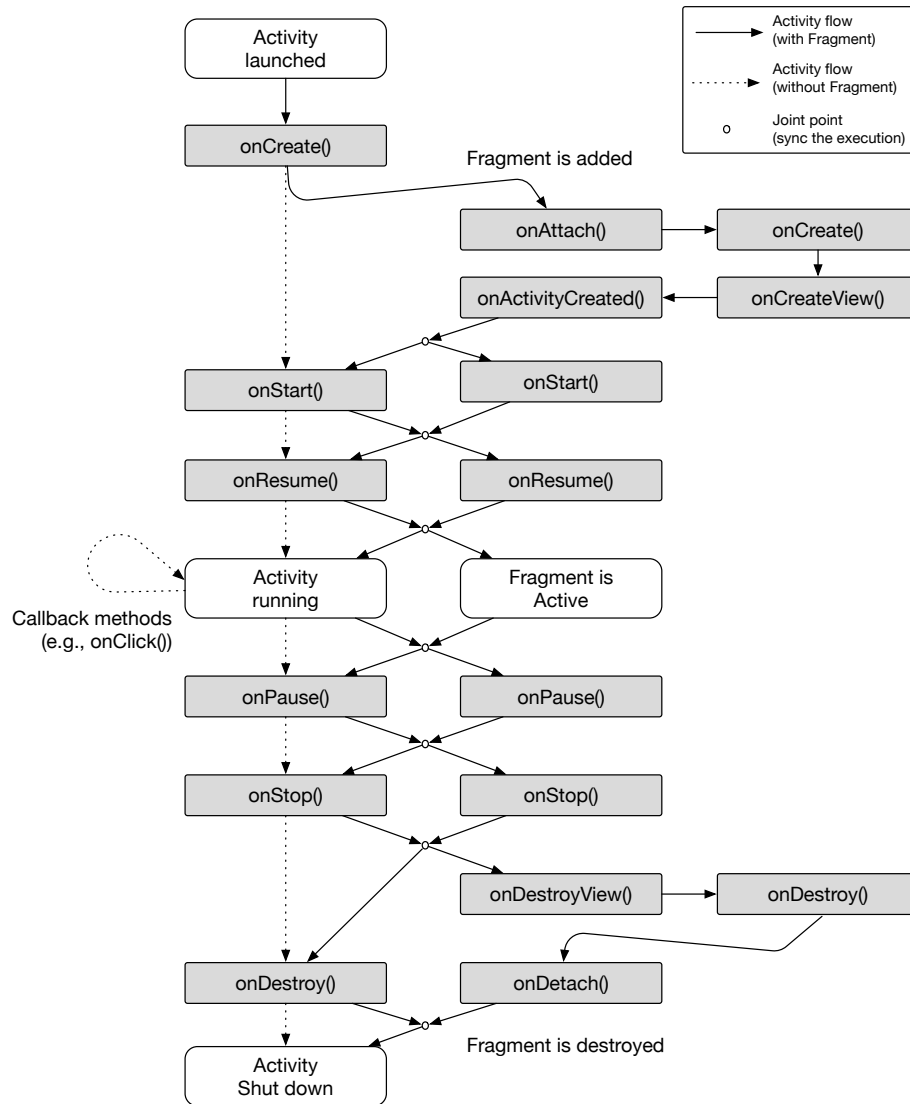 Activity
launched
Activity flow
(with Fragment)
Activity flow
(without Fragment)
Joint point
(sync the execution)
onCreate()
Fragment is added
onAttach()
onCreate()
onActivityCreated()
onCreateView()
onStart()
onStart()
onResume()
onResume()
Activity
running
Fragment is
Active
Callback methods
(e.g., onClick())
onPause()
onPause()
onStop()
onStop()
onDestroyView()
onDestroy()
onDestroy()
onDetach()
Fragment is destroyed
Activity
Shut down